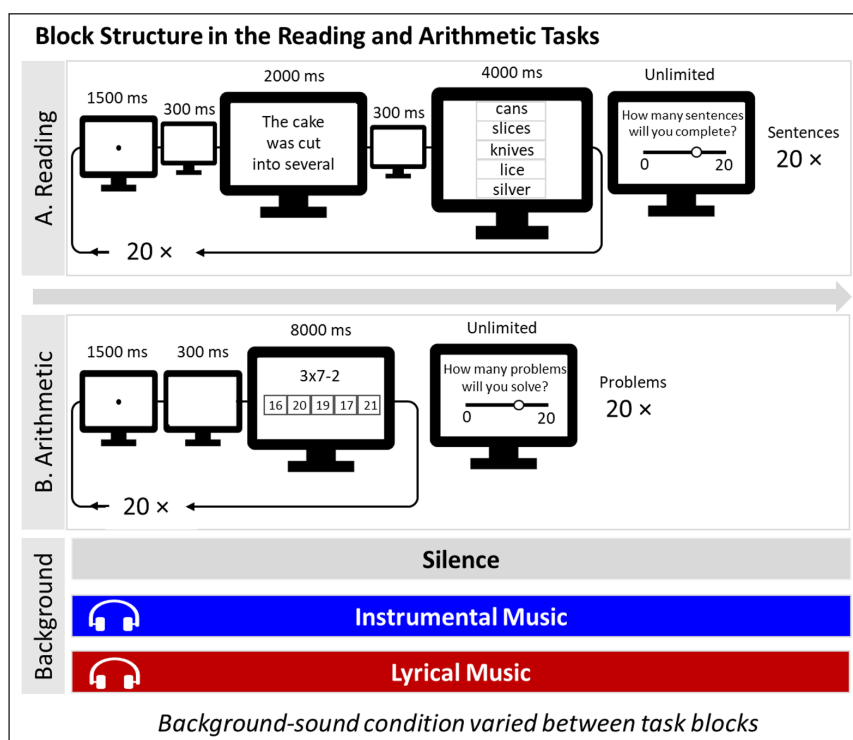 Block Structure in the Reading and Arithmetic Tasks
A. Reading
1500 ms
300 ms
2000 ms
The cake
was cut
into several
300 ms
4000 ms
cans
slices
knives
lice
silver
Unlimited
How many sentences
will you complete?
0 20
Sentences
20 ×
20 ×
B. Arithmetic
1500 ms
300 ms
8000 ms
3x7-2
16 20 19 17 21
Unlimited
How many problems
will you solve?
0 20
Problems
20 ×
20 ×
Background
Silence
Instrumental Music
Lyrical Music
Background-sound condition varied between task blocks